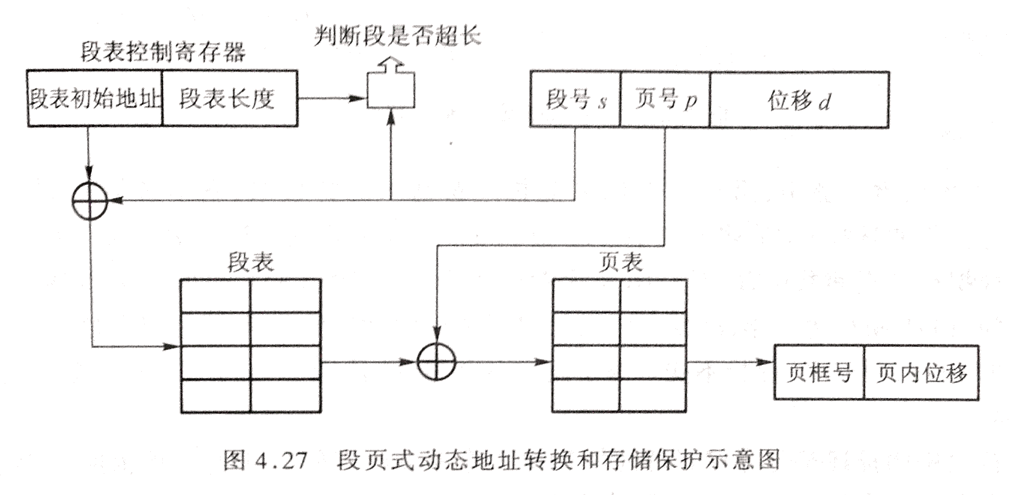 判断段是否超长
段表控制寄存器
段表初始地址 段表长度
段号 s 页号 p 位移 d
段表
页表
页框号 页内位移
图 4.27 段页式动态地址转换和存储保护示意图